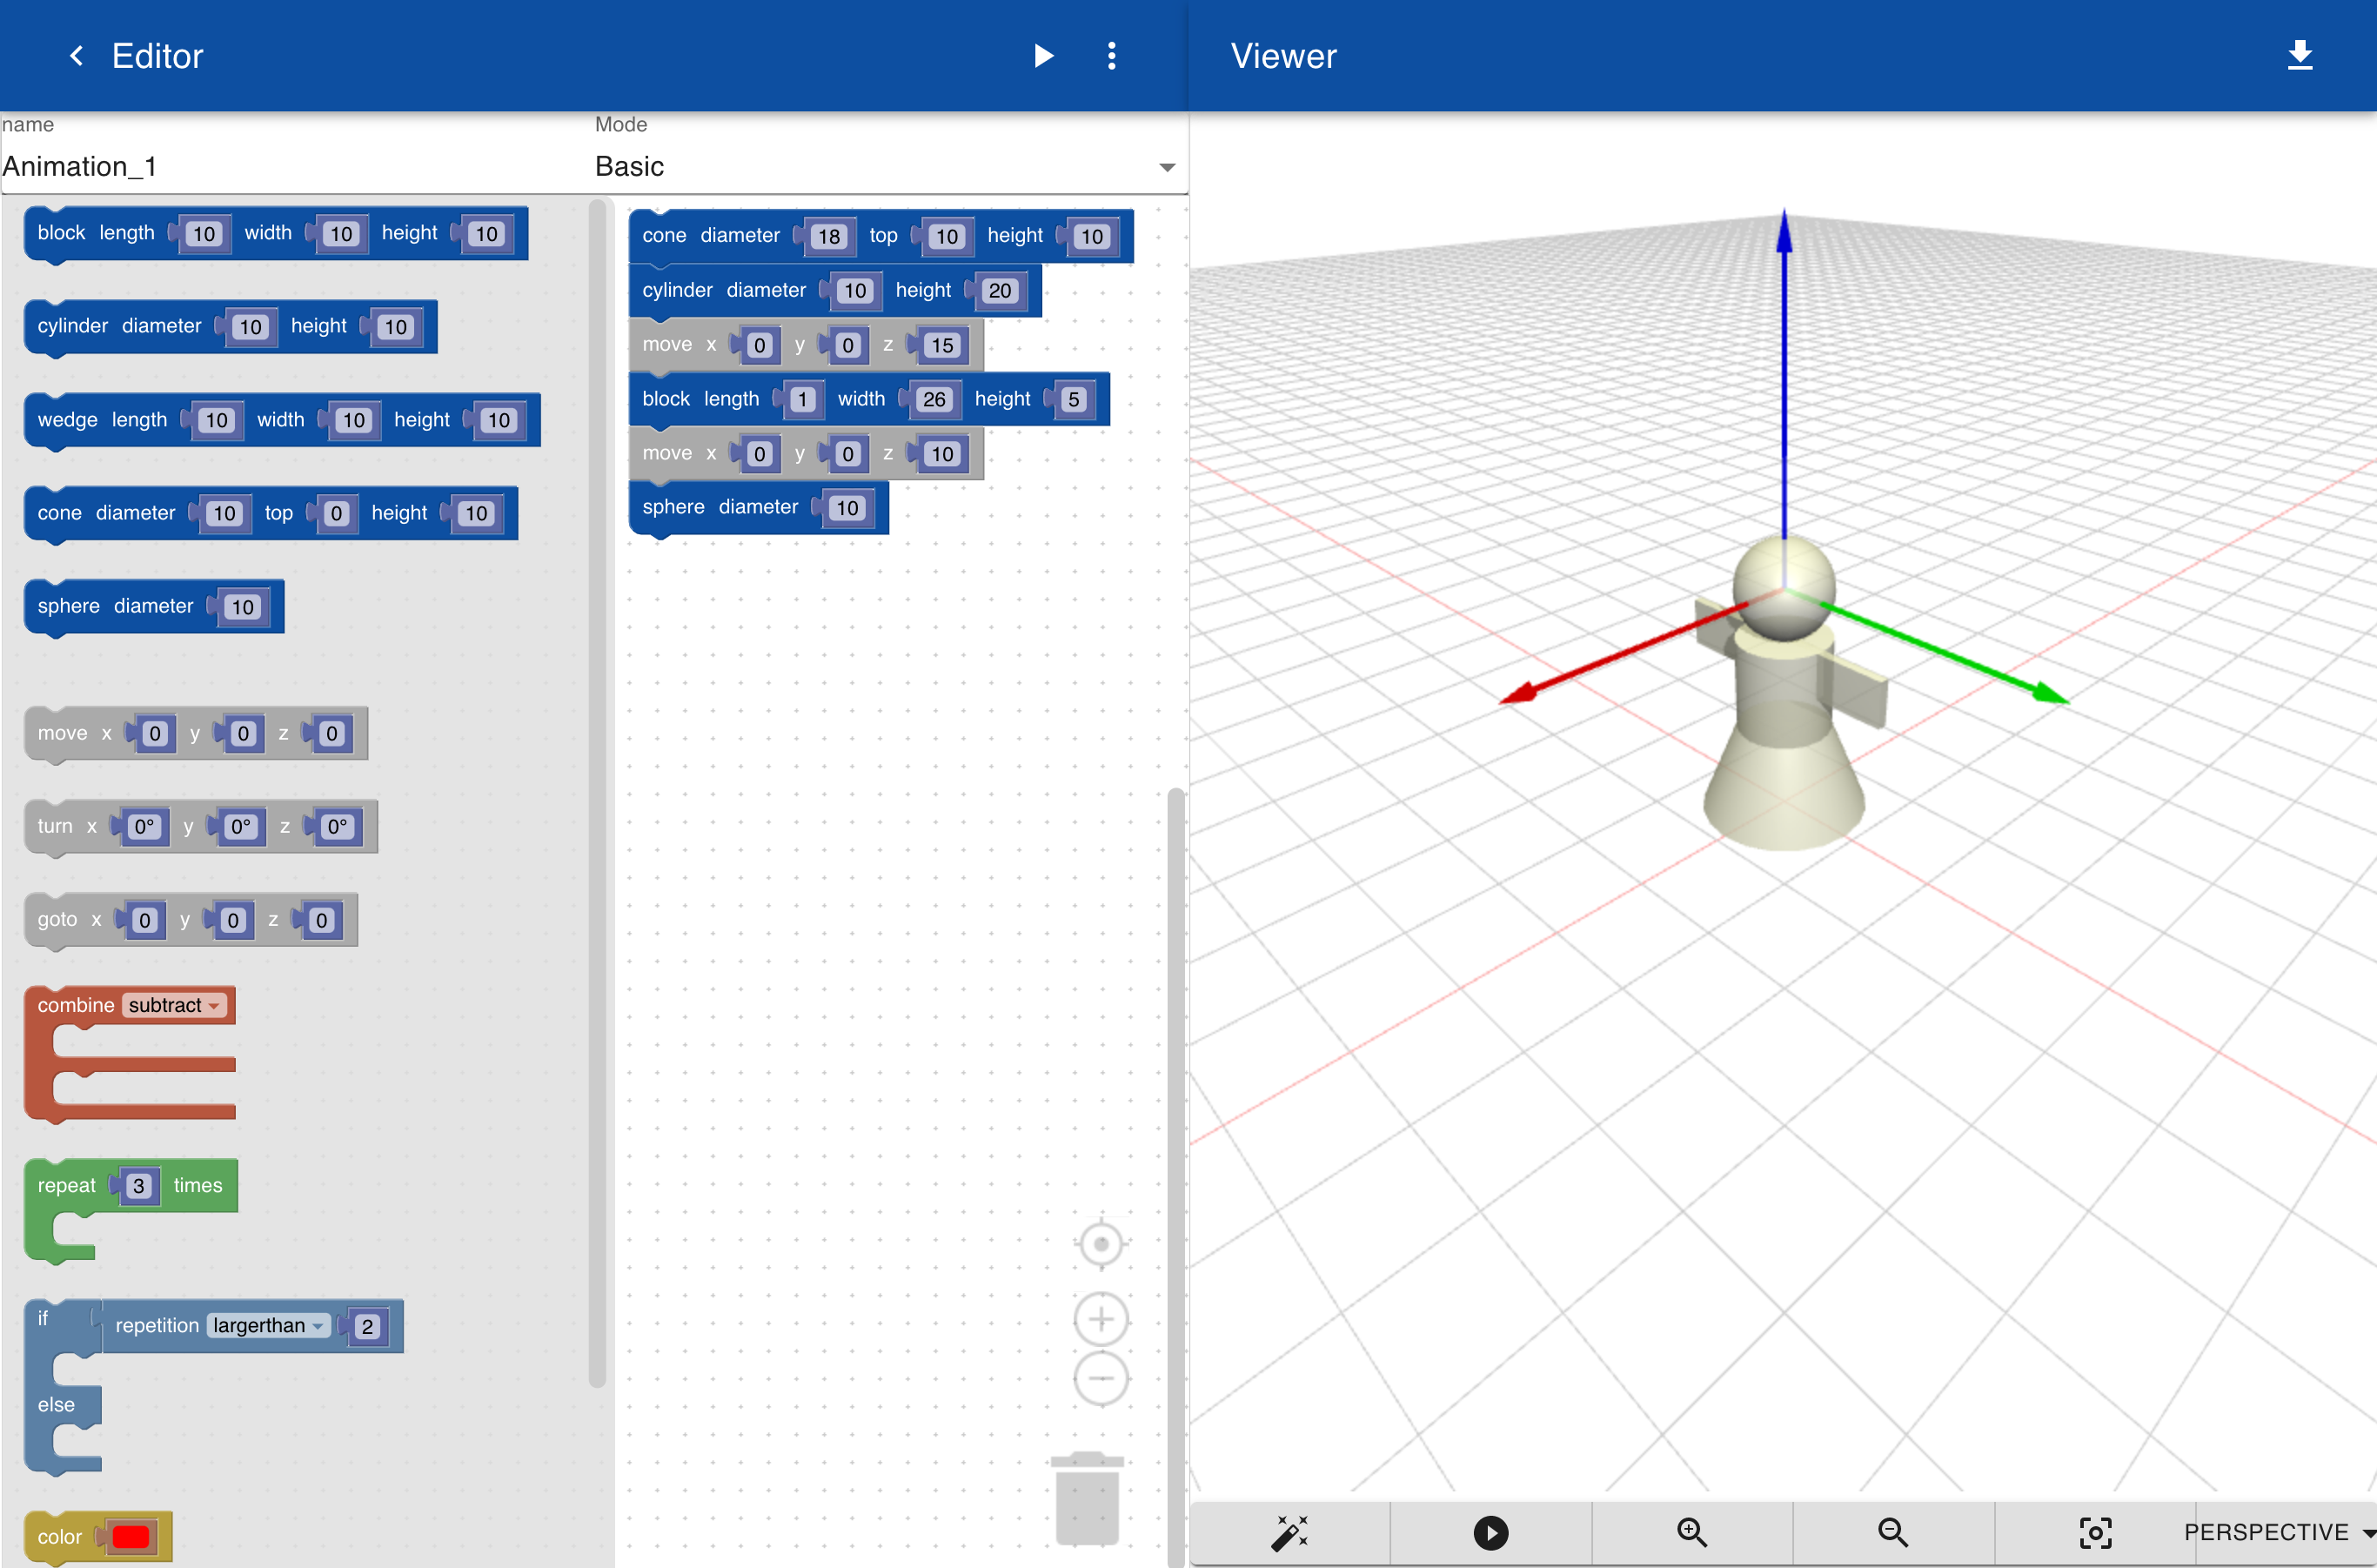 Editor
Viewer
name
Mode
Animation_1
Basic
block length 10 width 10 height 10
cylinder diameter 10 height 10
wedge length 10 width 10 height 10
cone diameter 10 top 0 height 10
sphere diameter 10
move x 0 y 0 z 0
turn x 0° y 0° z 0°
goto x 0 y 0 z 0
combine subtract
repeat 3 times
if repetition largerthan 2
else
color
cone diameter 18 top 10 height 10
cylinder diameter 10 height 20
move x 0 y 0 z 15
block length 1 width 26 height 5
move x 0 y 0 z 10
sphere diameter 10
PERSPECTIVE